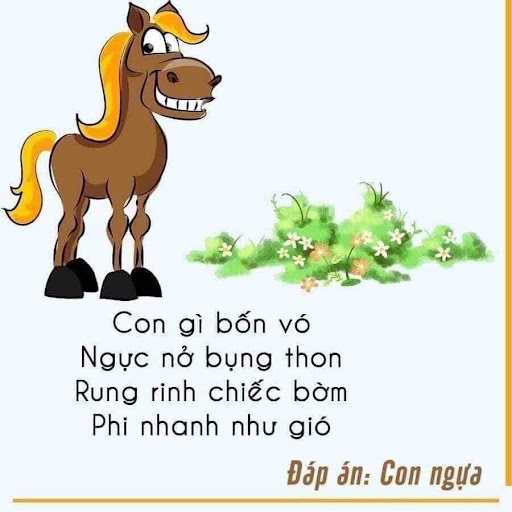 Con gì bốn vó
Ngực nở bụng thon
Rung rinh chiếc bờm
Phi nhanh như gió
Đáp án: Con ngựa